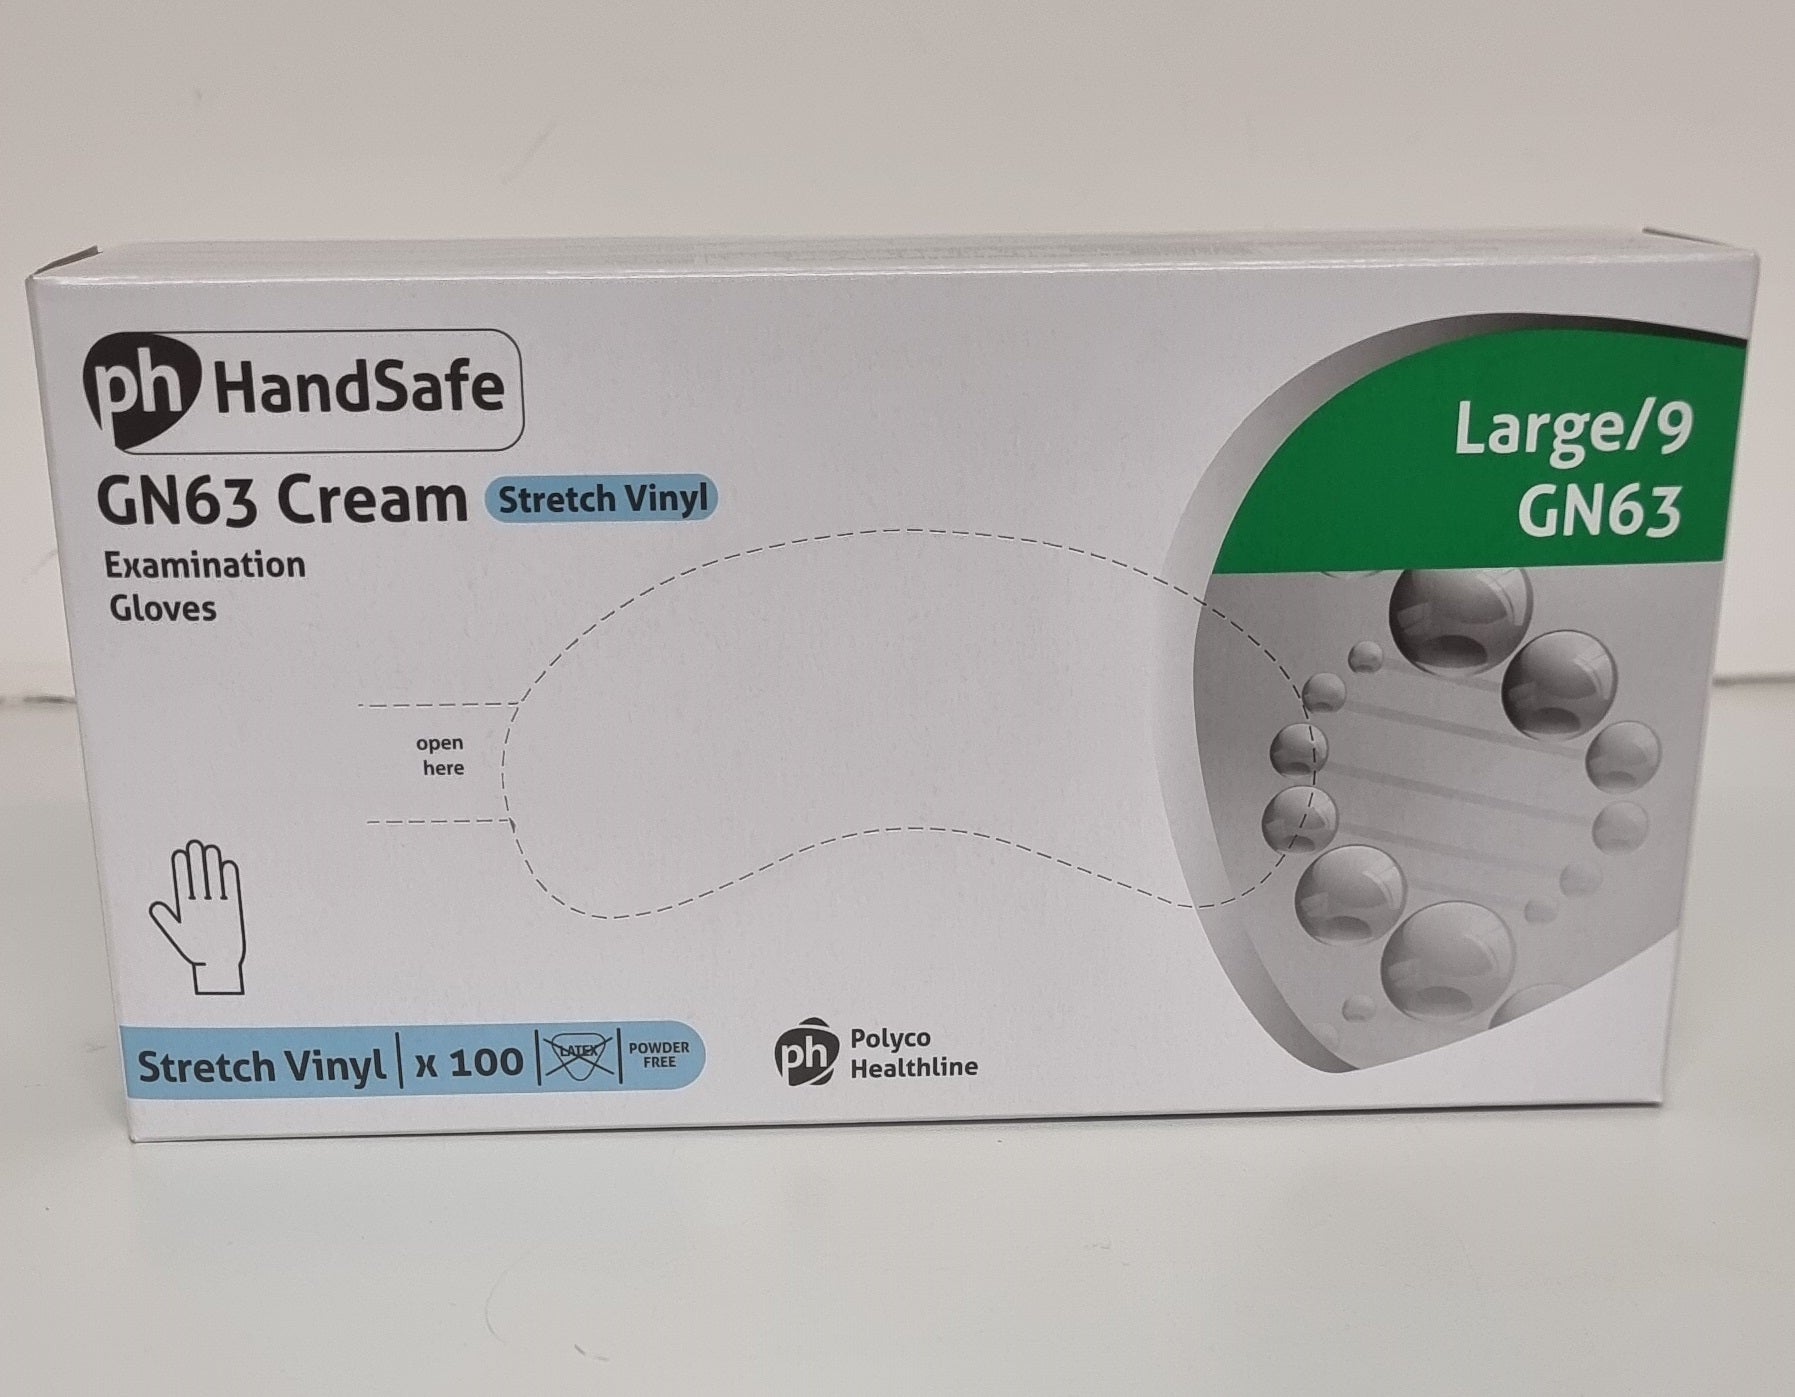 ph HandSafe
GN63 Cream Stretch Vinyl
Examination
Gloves
Large/9
GN63
open
here
Stretch Vinyl | x 100 | LATEX | POWDER
FREE
ph Polyco
Healthline